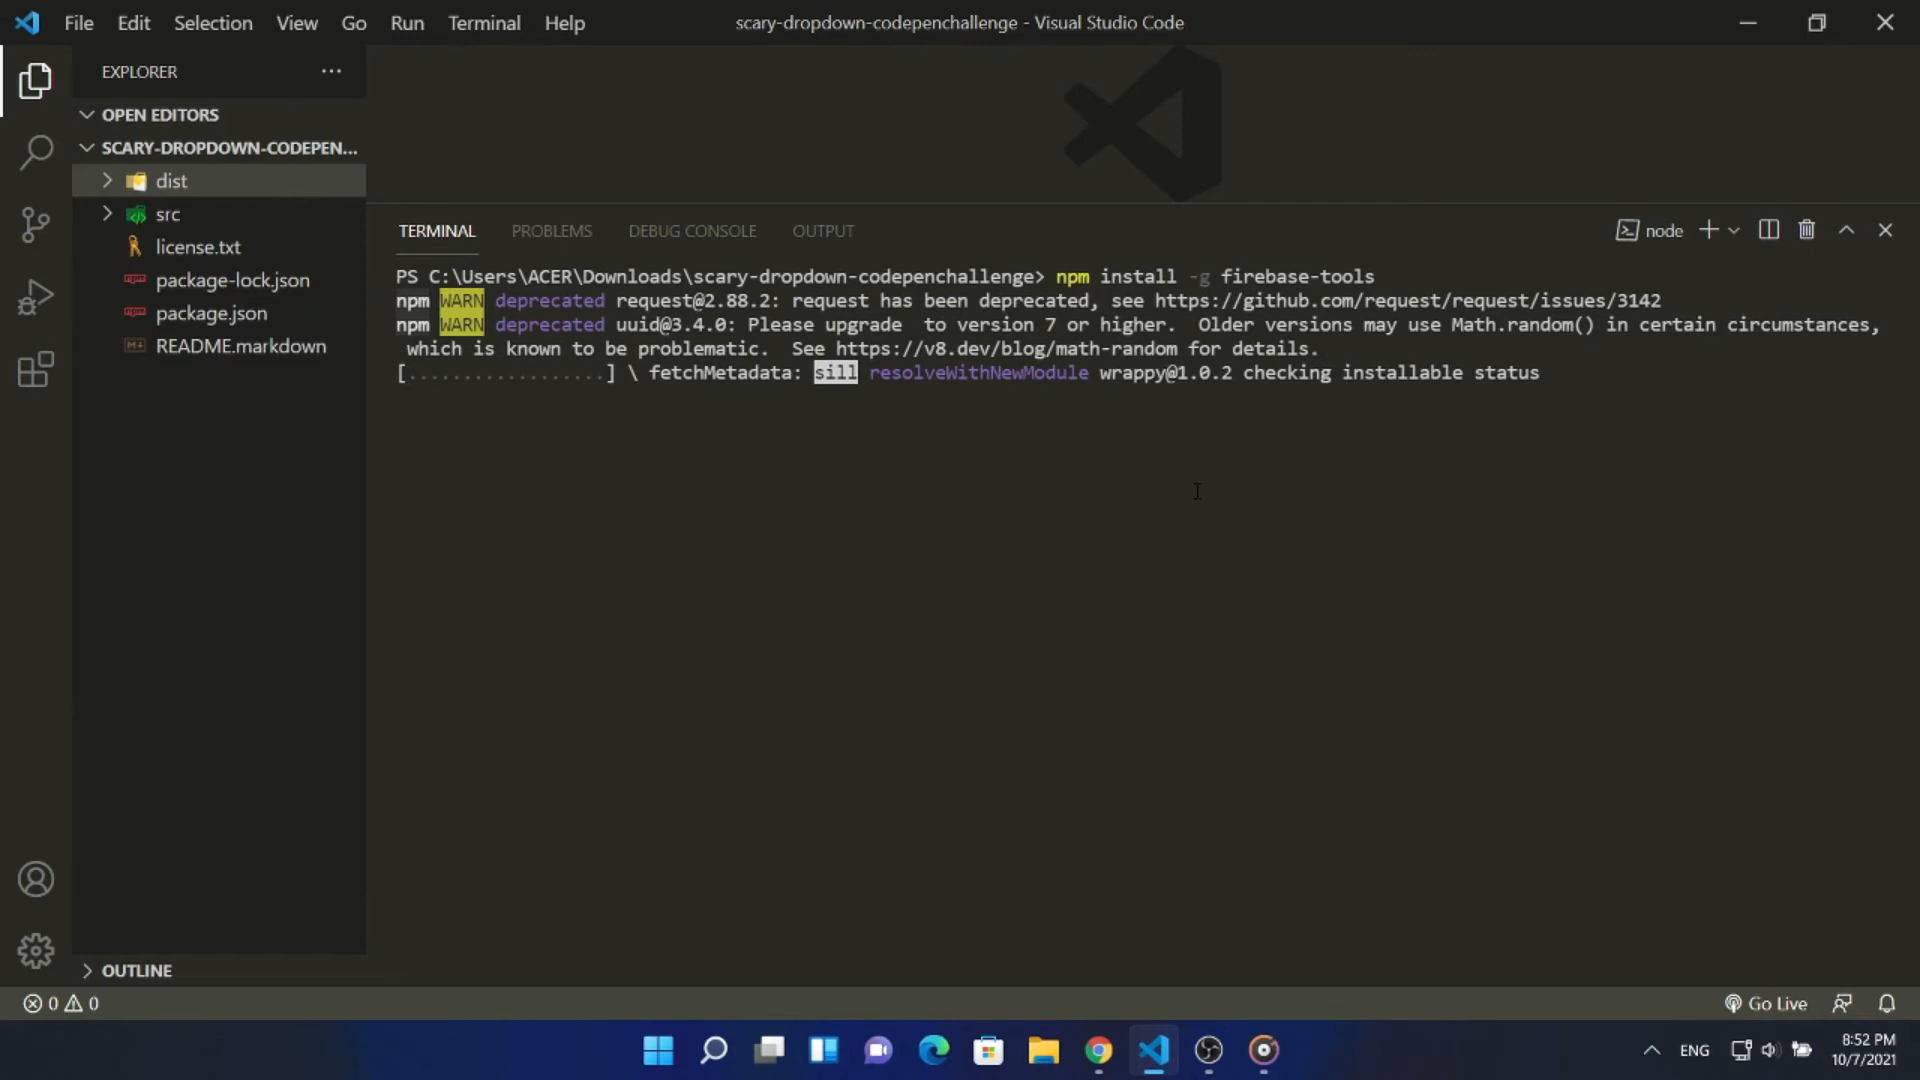 File Edit Selection View Go Run Terminal Help
scary-dropdown-codepenchallenge - Visual Studio Code
EXPLORER
OPEN EDITORS
SCARY-DROPDOWN-CODEPEN...
dist
src
license.txt
package-lock.json
package.json
README.markdown
OUTLINE
TERMINAL PROBLEMS DEBUG CONSOLE OUTPUT
node
PS C:\Users\ACER\Downloads\scary-dropdown-codepenchallenge> npm install -g firebase-tools
npm WARN deprecated request@2.88.2: request has been deprecated, see https://github.com/request/request/issues/3142
npm WARN deprecated uuid@3.4.0: Please upgrade  to version 7 or higher.  Older versions may use Math.random() in certain circumstances,
which is known to be problematic.  See https://v8.dev/blog/math-random for details.
[..................] \ fetchMetadata: sill resolveWithNewModule wrappy@1.0.2 checking installable status
0 0
Go Live
ENG
8:52 PM
10/7/2021